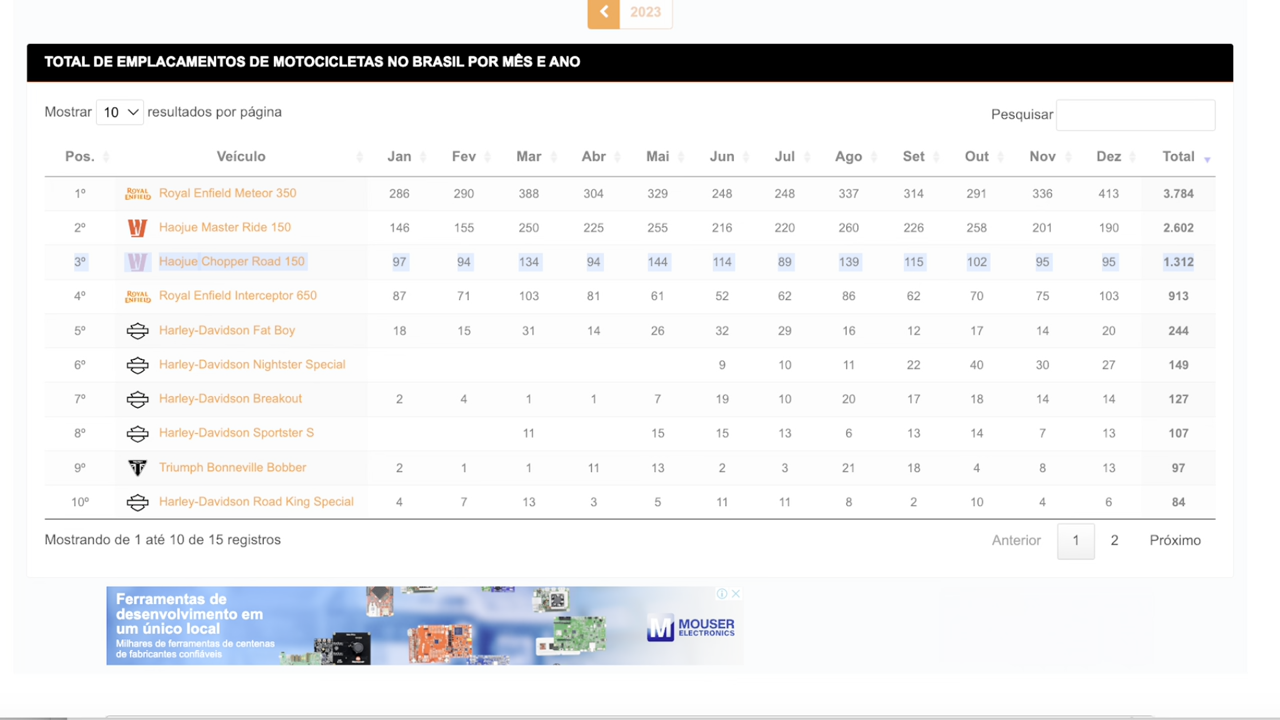 2023
TOTAL DE EMPLACAMENTOS DE MOTOCICLETAS NO BRASIL POR MÊS E ANO
Mostrar 10 resultados por página
Pesquisar
Pos. Veículo Jan Fev Mar Abr Mai Jun Jul Ago Set Out Nov Dez Total
1º ROYAL ENFIELD Royal Enfield Meteor 350 286 290 388 304 329 248 248 337 314 291 336 413 3.784
2º Haojue Master Ride 150 146 155 250 225 255 216 220 260 226 258 201 190 2.602
3º Haojue Chopper Road 150 97 94 134 94 144 114 89 139 115 102 95 95 1.312
4º ROYAL ENFIELD Royal Enfield Interceptor 650 87 71 103 81 61 52 62 86 62 70 75 103 913
5º Harley-Davidson Fat Boy 18 15 31 14 26 32 29 16 12 17 14 20 244
6º Harley-Davidson Nightster Special 9 10 11 22 40 30 27 149
7º Harley-Davidson Breakout 2 4 1 1 7 19 10 20 17 18 14 14 127
8º Harley-Davidson Sportster S 11 15 15 13 6 13 14 7 13 107
9º Triumph Bonneville Bobber 2 1 1 11 13 2 3 21 18 4 8 13 97
10º Harley-Davidson Road King Special 4 7 13 3 5 11 11 8 2 10 4 6 84
Mostrando de 1 até 10 de 15 registros
Anterior 1 2 Próximo
Ferramentas de
desenvolvimento em
um único local
Milhares de ferramentas de centenas
de fabricantes confiáveis
M MOUSER
ELECTRONICS